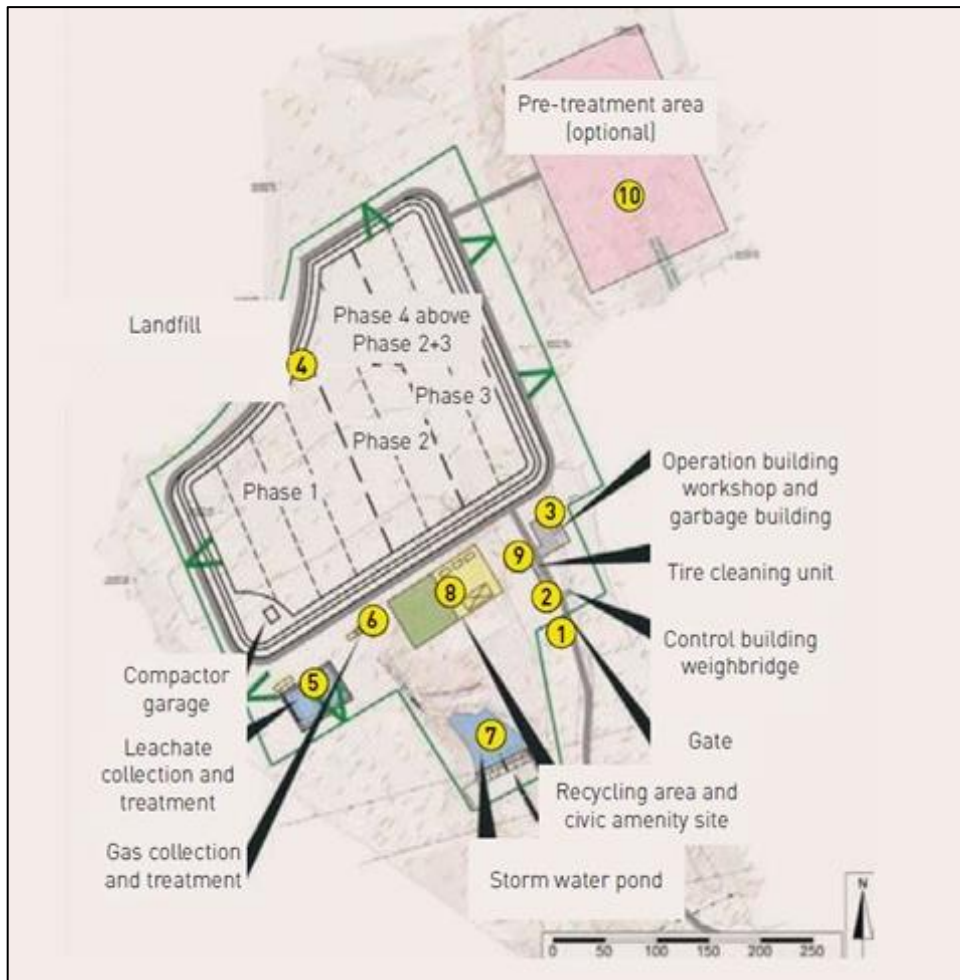 Pre-treatment area
(optional)
10
Landfill
Phase 4 above
Phase 2+3
4
Phase 3
Phase 2
Phase 1
Operation building
workshop and
garbage building
3
9
Tire cleaning unit
8
2
6
1
Control building
weighbridge
Compactor
garage
5
Leachate
collection and
treatment
7
Gate
Recycling area and
civic amenity site
Gas collection
and treatment
Storm water pond
N
0 50 100 150 200 250